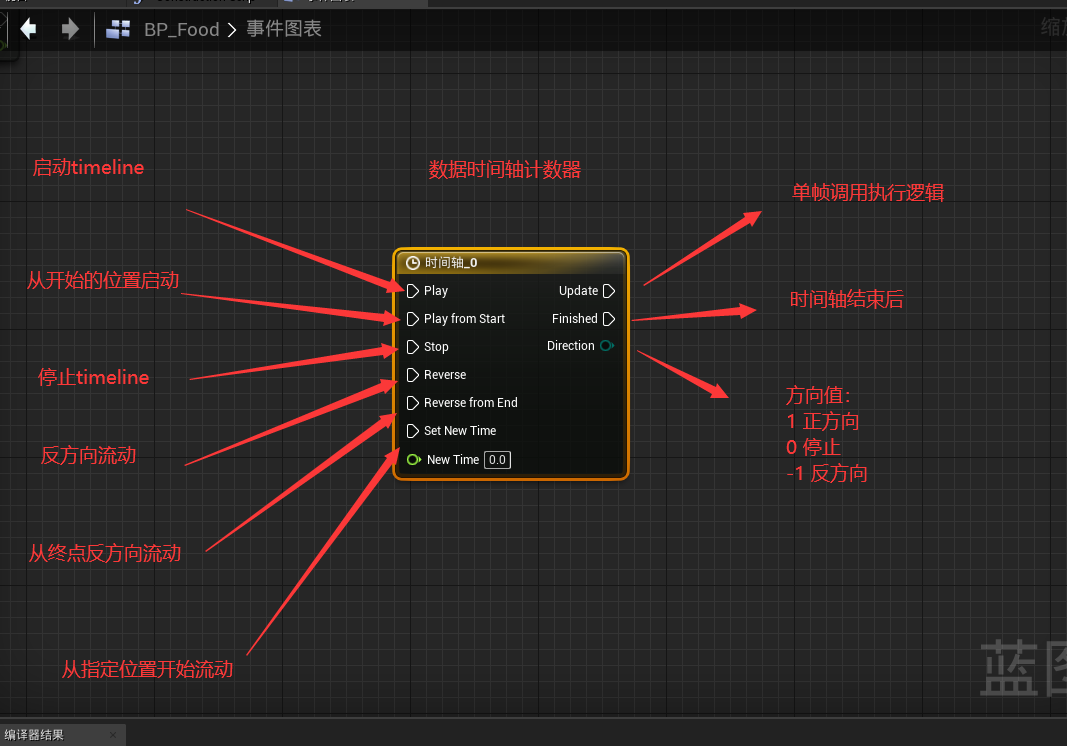 BP_Food > 事件图表
启动timeline
数据时间轴计数器
单帧调用执行逻辑
从开始的位置启动
时间轴_0
Play
Update
Play from Start
Finished
时间轴结束后
Stop
Direction
停止timeline
Reverse
Reverse from End
方向值：
1 正方向
0 停止
-1 反方向
Set New Time
反方向流动
New Time 0.0
从终点反方向流动
从指定位置开始流动
蓝图
编译器结果